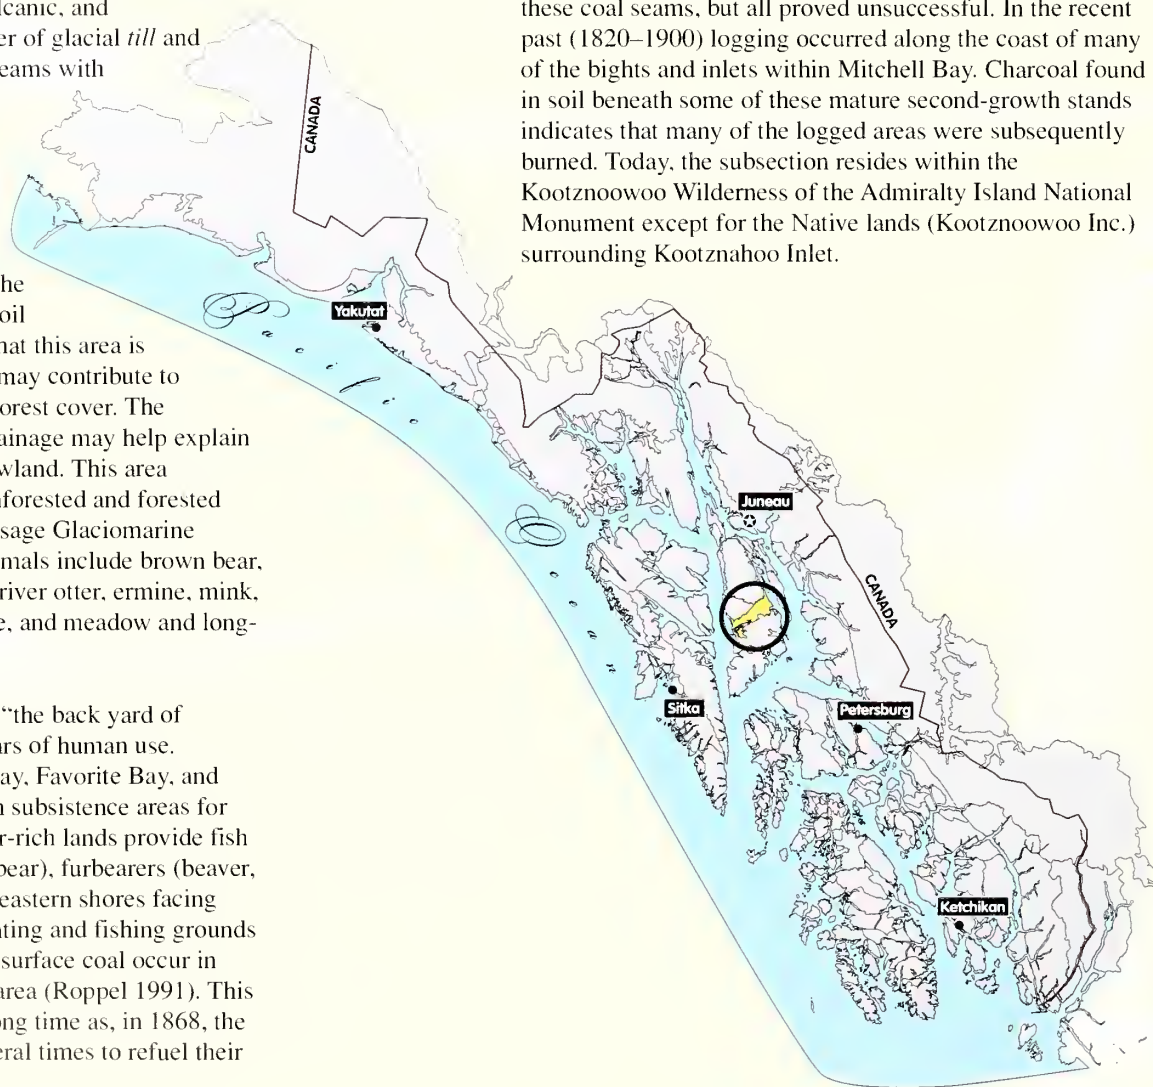 lcanic, and
er of glacial till and
eams with
he
oil
hat this area is
may contribute to
orest cover. The
ainage may help explain
wland. This area
nforested and forested
sage Glaciomarine
mals include brown bear,
river otter, ermine, mink,
e, and meadow and long-
“the back yard of
ars of human use.
ay, Favorite Bay, and
n subsistence areas for
r-rich lands provide fish
bear), furbearers (beaver,
eastern shores facing
nting and fishing grounds
surface coal occur in
area (Roppel 1991). This
ong time as, in 1868, the
eral times to refuel their
these coal seams, but all proved unsuccessful. In the recent
past (1820–1900) logging occurred along the coast of many
of the bights and inlets within Mitchell Bay. Charcoal found
in soil beneath some of these mature second-growth stands
indicates that many of the logged areas were subsequently
burned. Today, the subsection resides within the
Kootznoowoo Wilderness of the Admiralty Island National
Monument except for the Native lands (Kootznoowoo Inc.)
surrounding Kootznahoo Inlet.
CANADA
Yakutat
Pacific
Ocean
Juneau
CANADA
Sitka
Petersburg
Ketchikan